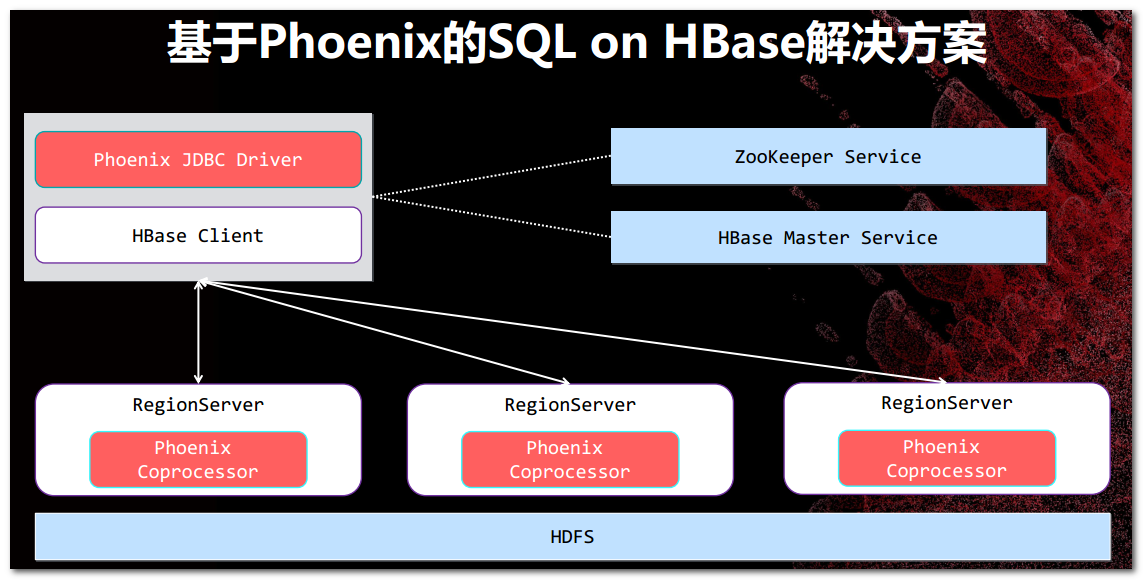 基于Phoenix的SQL on HBase解决方案
Phoenix JDBC Driver
HBase Client
ZooKeeper Service
HBase Master Service
RegionServer
Phoenix
Coprocessor
RegionServer
Phoenix
Coprocessor
RegionServer
Phoenix
Coprocessor
HDFS